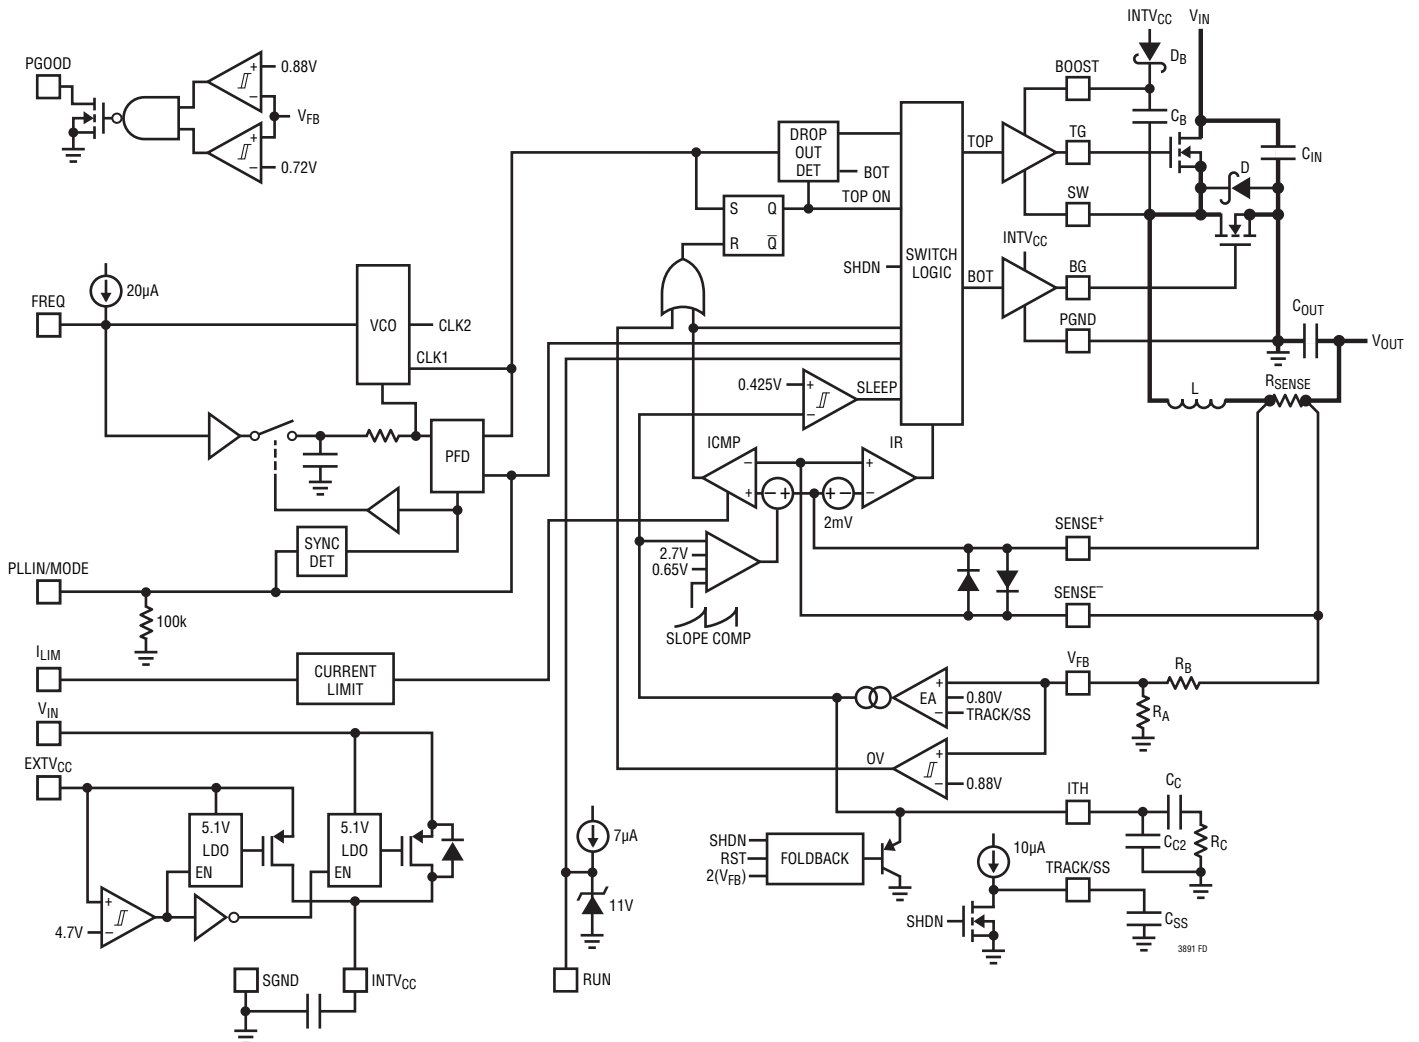 INTVCC
VIN
DB
PGOOD
0.88V
+
−
VFB
+
−
0.72V
BOOST
CB
DROP
OUT
DET
BOT
TOP
TG
CIN
D
S
Q
TOP ON
SW
R
Q̅
SHDN
SWITCH
LOGIC
INTVCC
BOT
BG
20µA
FREQ
VCO
CLK2
CLK1
PGND
COUT
VOUT
0.425V
+
−
SLEEP
L
RSENSE
ICMP
−
+
− +
+ −
2mV
IR
+
−
PFD
SYNC
DET
2.7V
0.65V
SLOPE COMP
SENSE+
SENSE−
PLLIN/MODE
100k
ILIM
CURRENT
LIMIT
VFB
RB
RA
EA
+
0.80V
−
TRACK/SS
VIN
EXTVCC
OV
+
−
0.88V
ITH
CC
CC2
RC
5.1V
LDO
EN
5.1V
LDO
EN
+
4.7V
−
7µA
11V
SHDN
RST
2(VFB)
FOLDBACK
10µA
TRACK/SS
SHDN
CSS
3891 FD
SGND
INTVCC
RUN